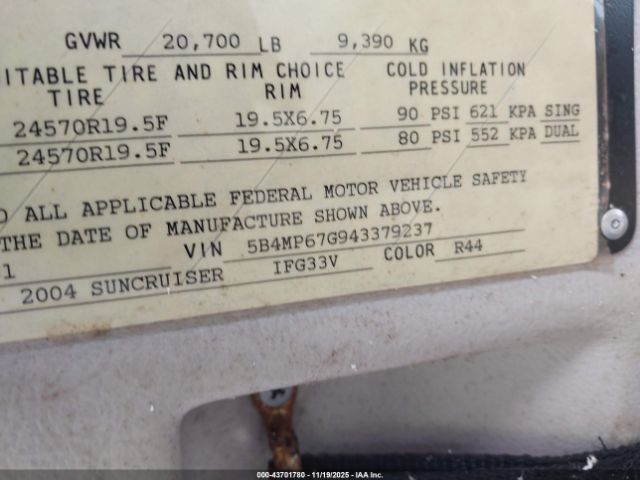 GVWR 20,700 LB 9,390 KG
ITABLE TIRE AND RIM CHOICE COLD INFLATION
TIRE RIM PRESSURE
24570R19.5F 19.5X6.75 90 PSI 621 KPA SING
24570R19.5F 19.5X6.75 80 PSI 552 KPA DUAL
O ALL APPLICABLE FEDERAL MOTOR VEHICLE SAFETY
THE DATE OF MANUFACTURE SHOWN ABOVE.
1 VIN 5B4MP67G943379237
2004 SUNCRUISER IFG33V COLOR R44
000-43701780 - 11/19/2025 - IAAI.com